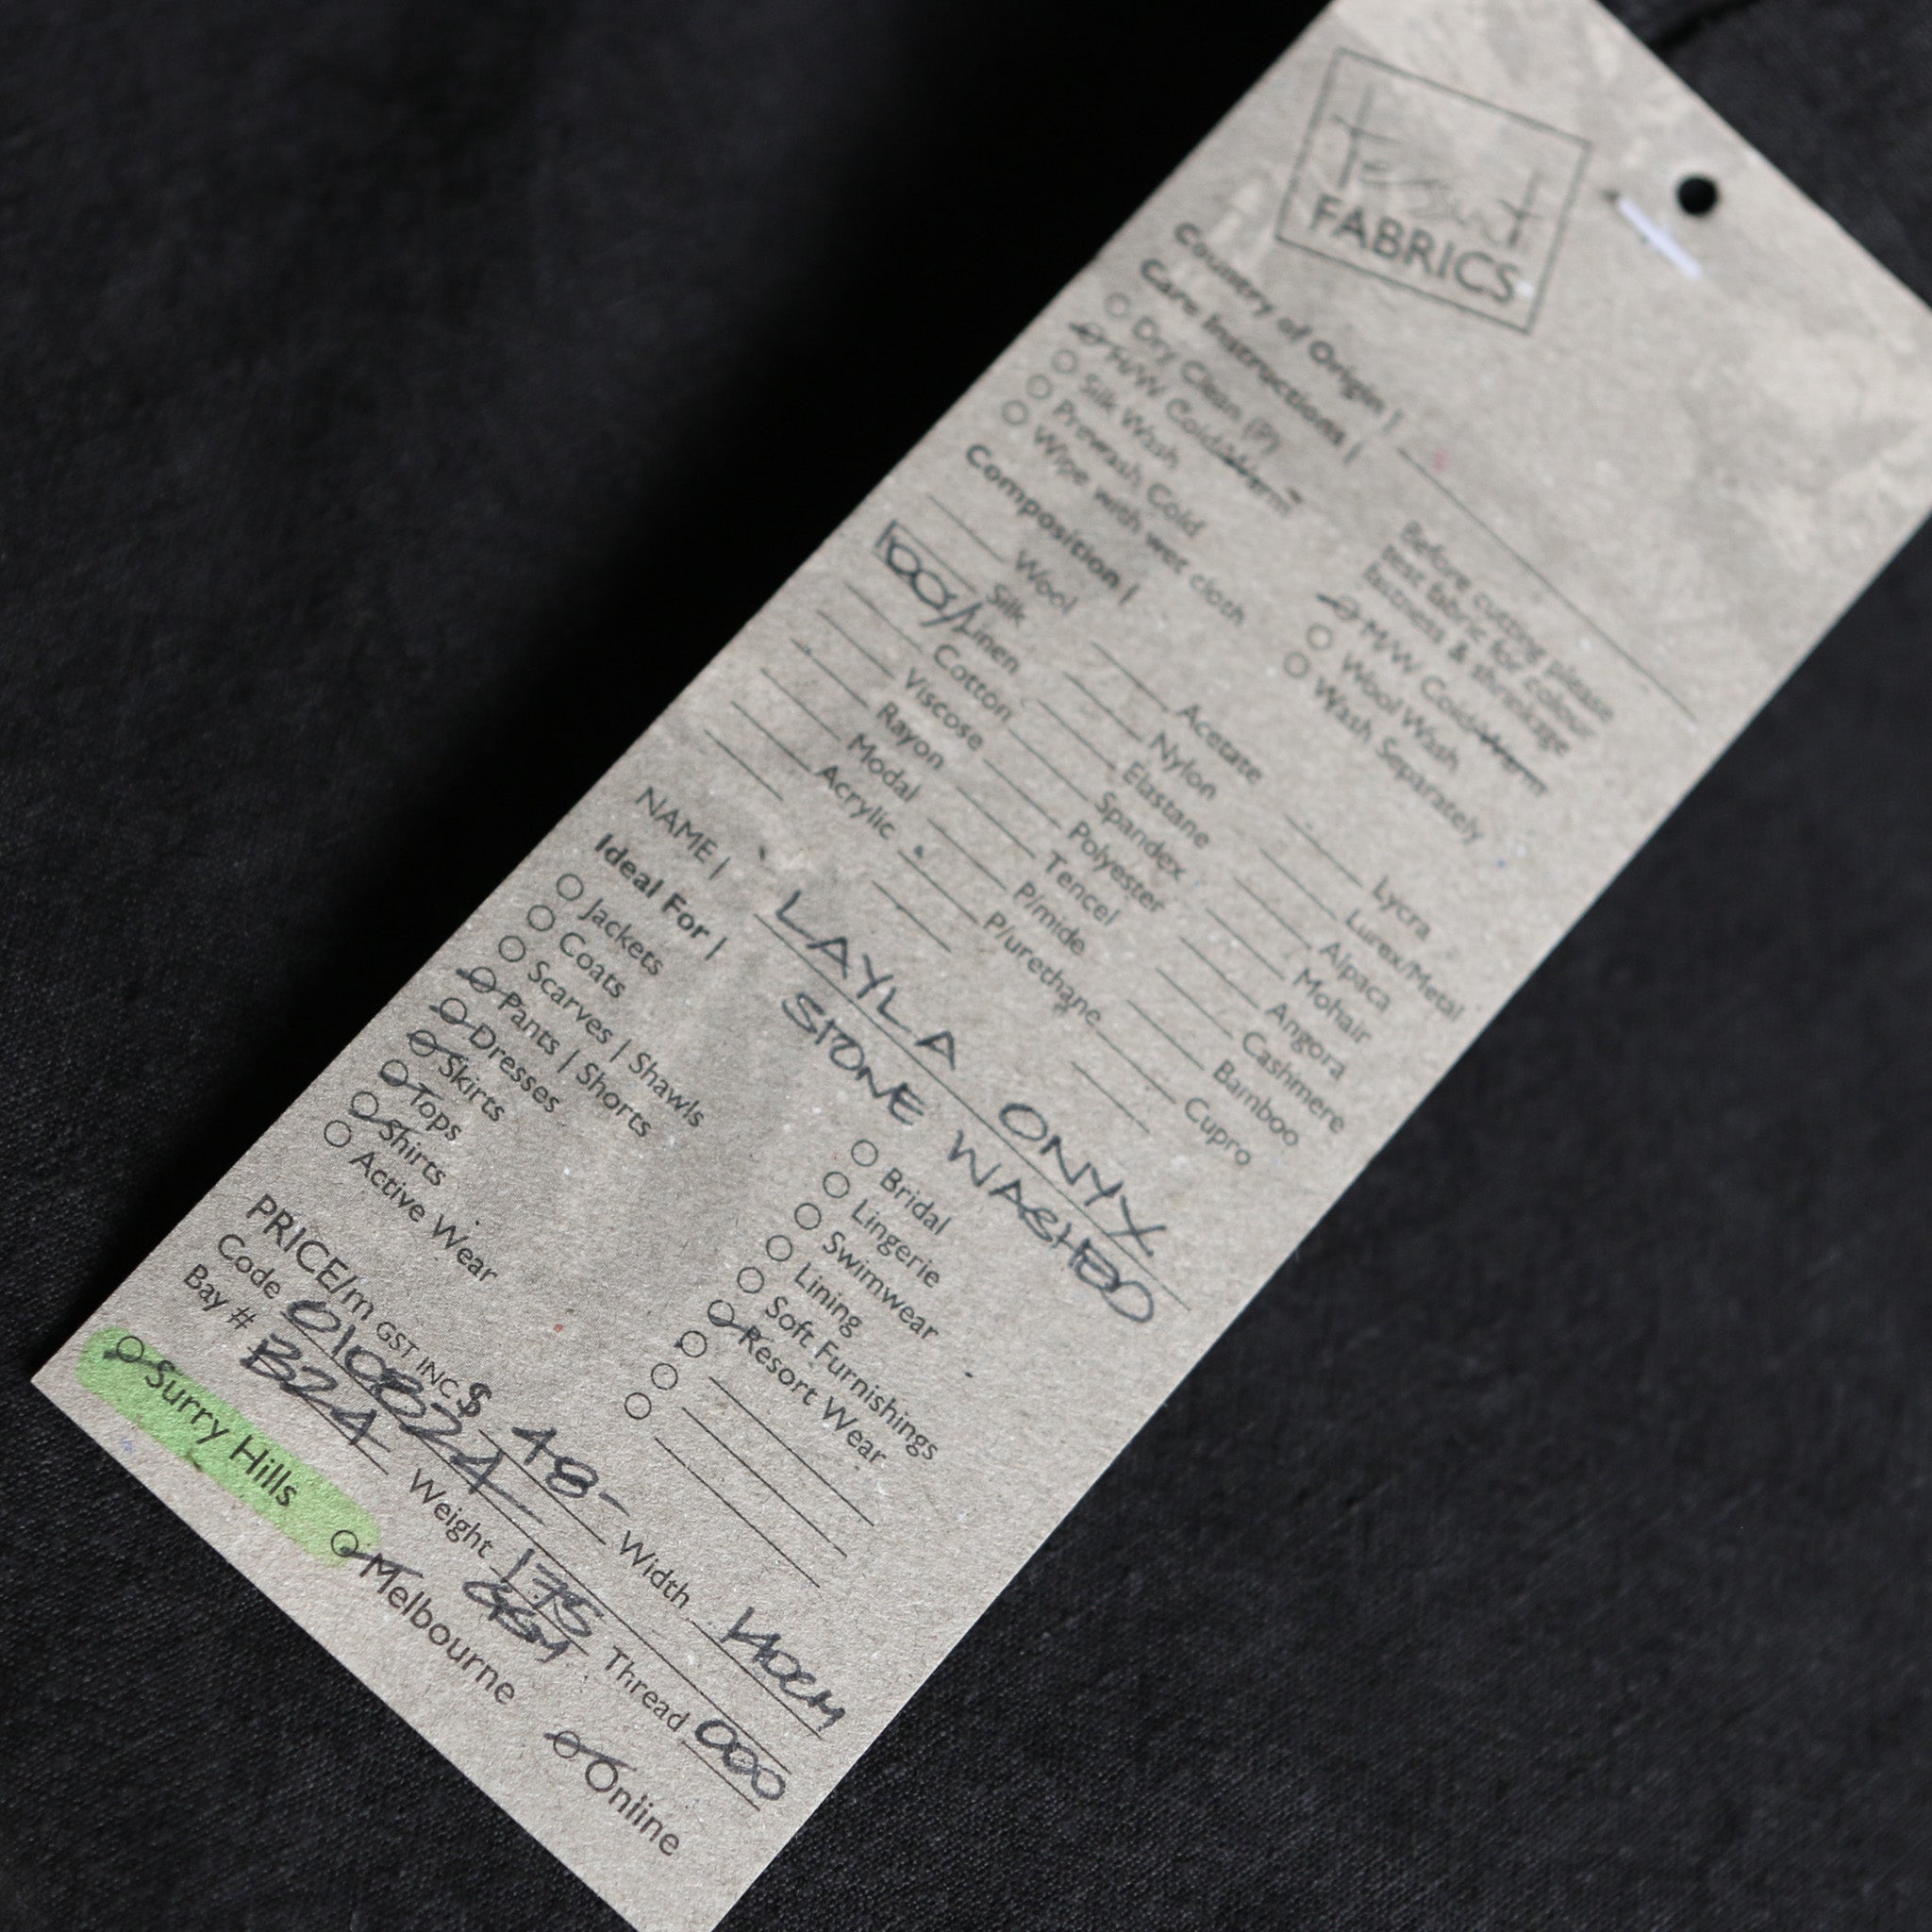 Tessuti
FABRICS
Country of Origin |
Care Instructions |
Dry Clean (P)
H/W Cold/Warm
Silk Wash
Prewash Cold
Wipe with wet cloth
Before cutting please
test fabric for colour
fastness & shrinkage
M/W Cold/Warm
Wool Wash
Wash Separately
Composition |
Wool
Silk
100% Linen
Cotton
Viscose
Rayon
Modal
Acrylic
Acetate
Nylon
Elastane
Spandex
Polyester
Tencel
P/mide
P/urethane
Lycra
Lurex/Metal
Alpaca
Mohair
Angora
Cashmere
Bamboo
Cupro
NAME | LAYLA ONYX
STONE WASHED
Ideal For |
Jackets
Coats
Scarves | Shawls
Pants | Shorts
Dresses
Skirts
Tops
Shirts
Active Wear
Bridal
Lingerie
Swimwear
Lining
Soft Furnishings
Resort Wear
PRICE/m GST INC $ 48- Width 140CM
Code 010824 Weight 175 GSM Thread 000
Bay # B24
Surry Hills Melbourne Online